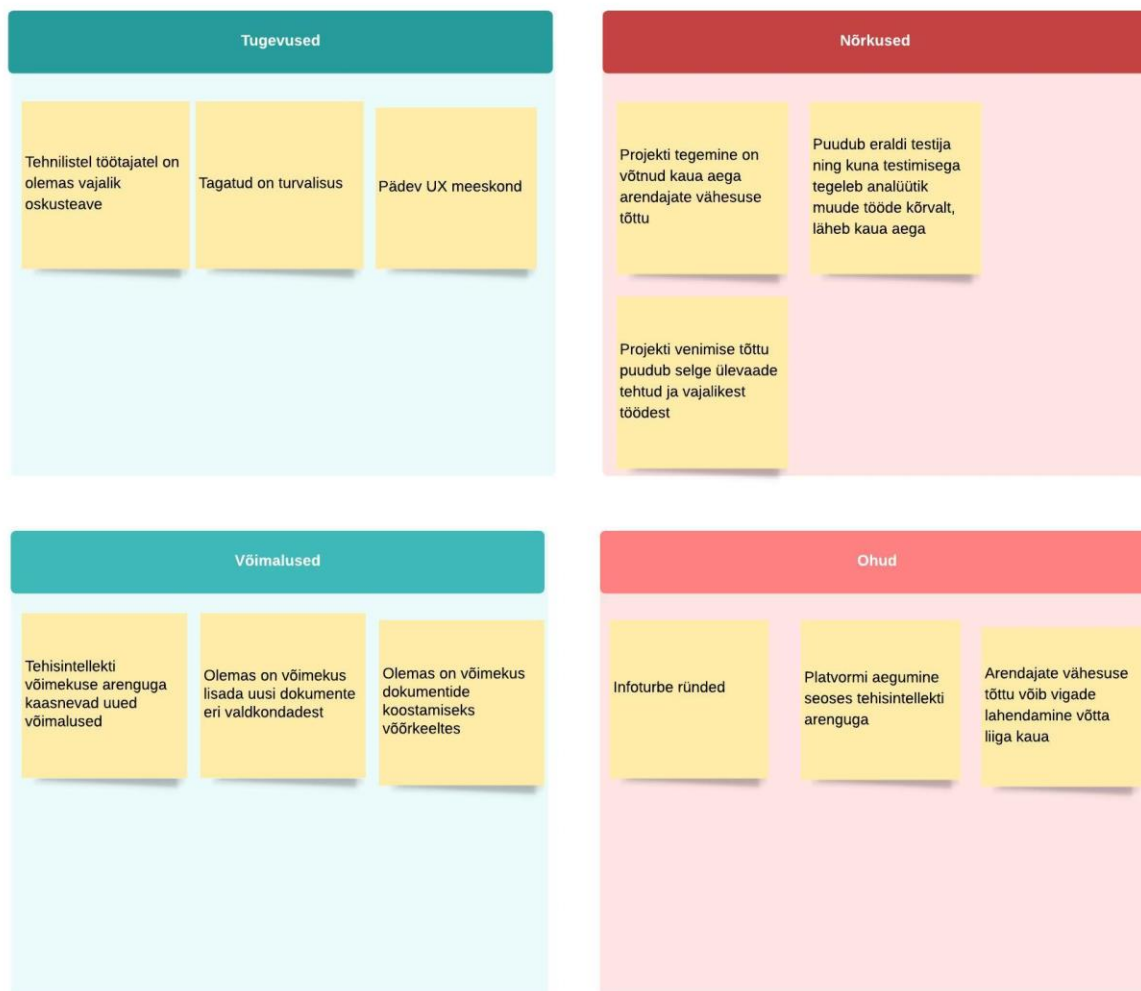 Tugevused
Tehnilistel töötajatel on
olemas vajalik
oskusteave
Tagatud on turvalisus
Pädev UX meeskond
Nõrkused
Projekti tegemine on
võtnud kaua aega
arendajate vähesuse
tõttu
Puudub eraldi testija
ning kuna testimisega
tegeleb analüütik
muude tööde kõrvalt,
läheb kaua aega
Projekti venimise tõttu
puudub selge ülevaade
tehtud ja vajalikest
töödest
Võimalused
Tehisintellekti
võimekuse arenguga
kaasnevad uued
võimalused
Olemas on võimekus
lisada uusi dokumente
eri valdkondadest
Olemas on võimekus
dokumentide
koostamiseks
võõrkeeltes
Ohud
Infoturbe ründed
Platvormi aegumine
seoses tehisintellekti
arenguga
Arendajate vähesuse
tõttu võib vigade
lahendamine võtta
liiga kaua